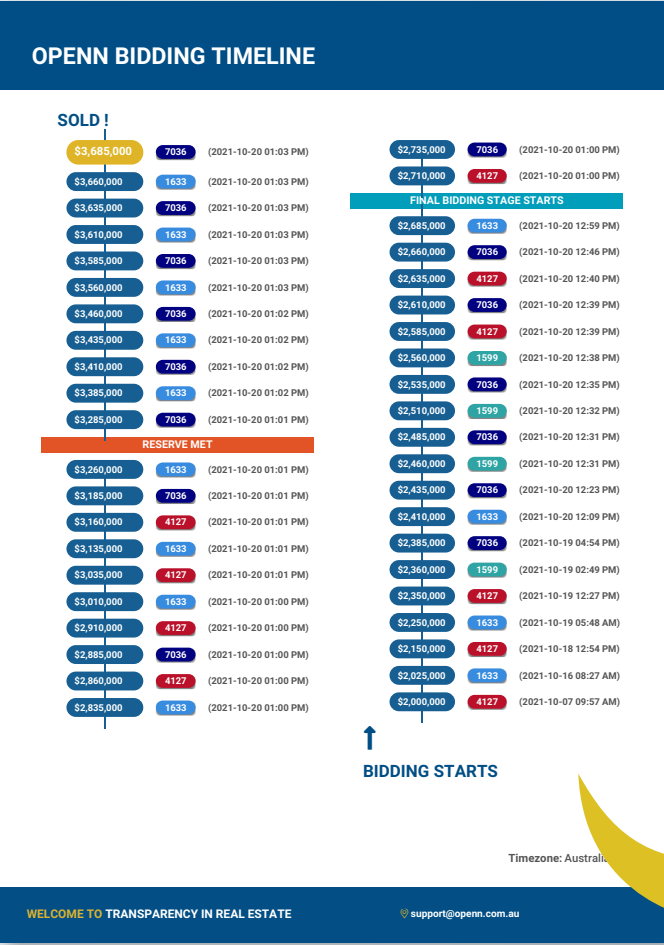 OPENN BIDDING TIMELINE
SOLD !
$3,685,000 7036 (2021-10-20 01:03 PM)
$3,660,000 1633 (2021-10-20 01:03 PM)
$3,635,000 7036 (2021-10-20 01:03 PM)
$3,610,000 1633 (2021-10-20 01:03 PM)
$3,585,000 7036 (2021-10-20 01:03 PM)
$3,560,000 1633 (2021-10-20 01:03 PM)
$3,460,000 7036 (2021-10-20 01:02 PM)
$3,435,000 1633 (2021-10-20 01:02 PM)
$3,410,000 7036 (2021-10-20 01:02 PM)
$3,385,000 1633 (2021-10-20 01:02 PM)
$3,285,000 7036 (2021-10-20 01:01 PM)
RESERVE MET
$3,260,000 1633 (2021-10-20 01:01 PM)
$3,185,000 7036 (2021-10-20 01:01 PM)
$3,160,000 4127 (2021-10-20 01:01 PM)
$3,135,000 1633 (2021-10-20 01:01 PM)
$3,035,000 4127 (2021-10-20 01:01 PM)
$3,010,000 1633 (2021-10-20 01:00 PM)
$2,910,000 4127 (2021-10-20 01:00 PM)
$2,885,000 7036 (2021-10-20 01:00 PM)
$2,860,000 4127 (2021-10-20 01:00 PM)
$2,835,000 1633 (2021-10-20 01:00 PM)
$2,735,000 7036 (2021-10-20 01:00 PM)
$2,710,000 4127 (2021-10-20 01:00 PM)
FINAL BIDDING STAGE STARTS
$2,685,000 1633 (2021-10-20 12:59 PM)
$2,660,000 7036 (2021-10-20 12:46 PM)
$2,635,000 4127 (2021-10-20 12:40 PM)
$2,610,000 7036 (2021-10-20 12:39 PM)
$2,585,000 4127 (2021-10-20 12:39 PM)
$2,560,000 1599 (2021-10-20 12:38 PM)
$2,535,000 7036 (2021-10-20 12:35 PM)
$2,510,000 1599 (2021-10-20 12:32 PM)
$2,485,000 7036 (2021-10-20 12:31 PM)
$2,460,000 1599 (2021-10-20 12:31 PM)
$2,435,000 7036 (2021-10-20 12:23 PM)
$2,410,000 1633 (2021-10-20 12:09 PM)
$2,385,000 7036 (2021-10-19 04:54 PM)
$2,360,000 1599 (2021-10-19 02:49 PM)
$2,350,000 4127 (2021-10-19 12:27 PM)
$2,250,000 1633 (2021-10-19 05:48 AM)
$2,150,000 4127 (2021-10-18 12:54 PM)
$2,025,000 1633 (2021-10-16 08:27 AM)
$2,000,000 4127 (2021-10-07 09:57 AM)
BIDDING STARTS
Timezone:
WELCOME TO TRANSPARENCY IN REAL ESTATE
support@openn.com.au